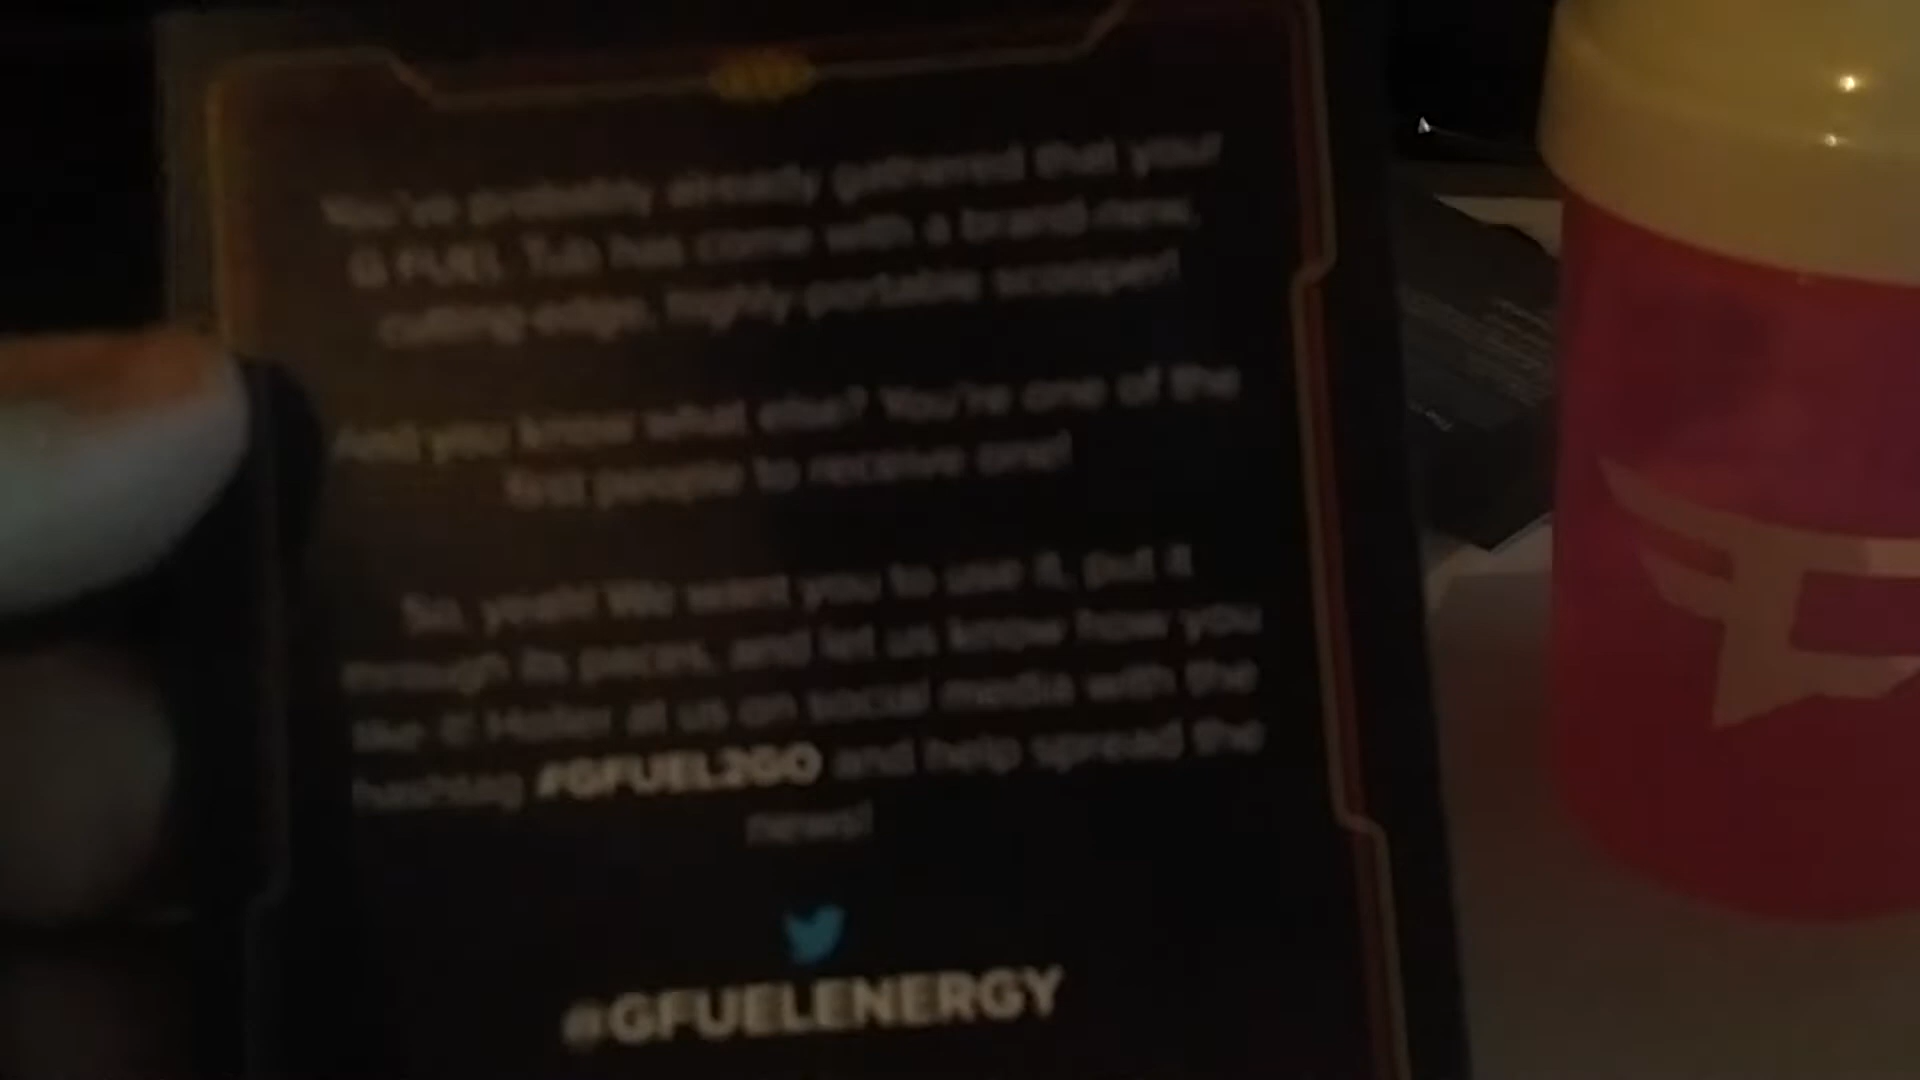 You've probably already gathered that your
G FUEL Tub has come with a brand-new,
cutting-edge, highly-portable scooper!
And you know what else? You're one of the
first people to receive one!
So, yeah! We want you to use it, put it
through its paces, and let us know how you
like it! Holler at us on social media with the
hashtag #GFUEL2GO and help spread the
news!
@GFUELENERGY